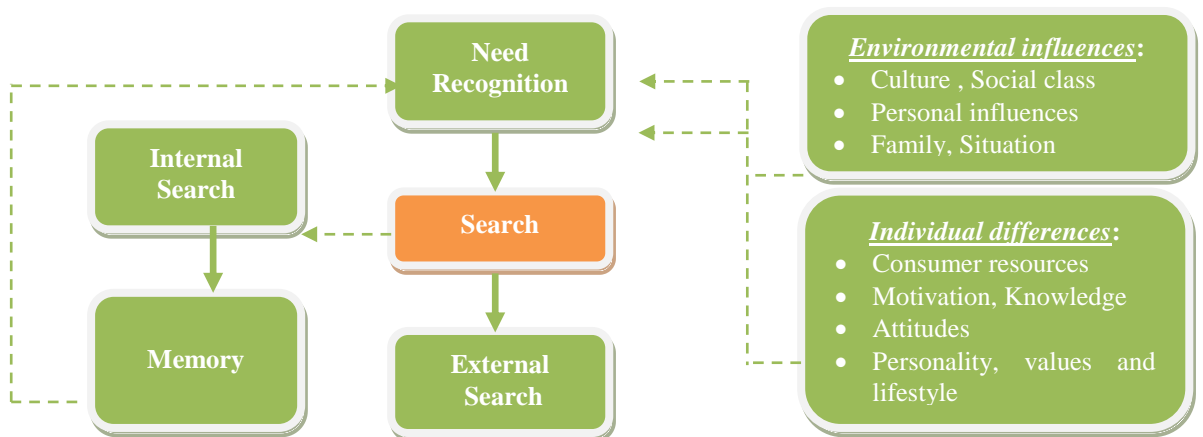 Need
Recognition
Internal
Search
Search
Memory
External
Search
Environmental influences:
• Culture , Social class
• Personal influences
• Family, Situation
Individual differences:
• Consumer resources
• Motivation, Knowledge
• Attitudes
• Personality, values and
lifestyle